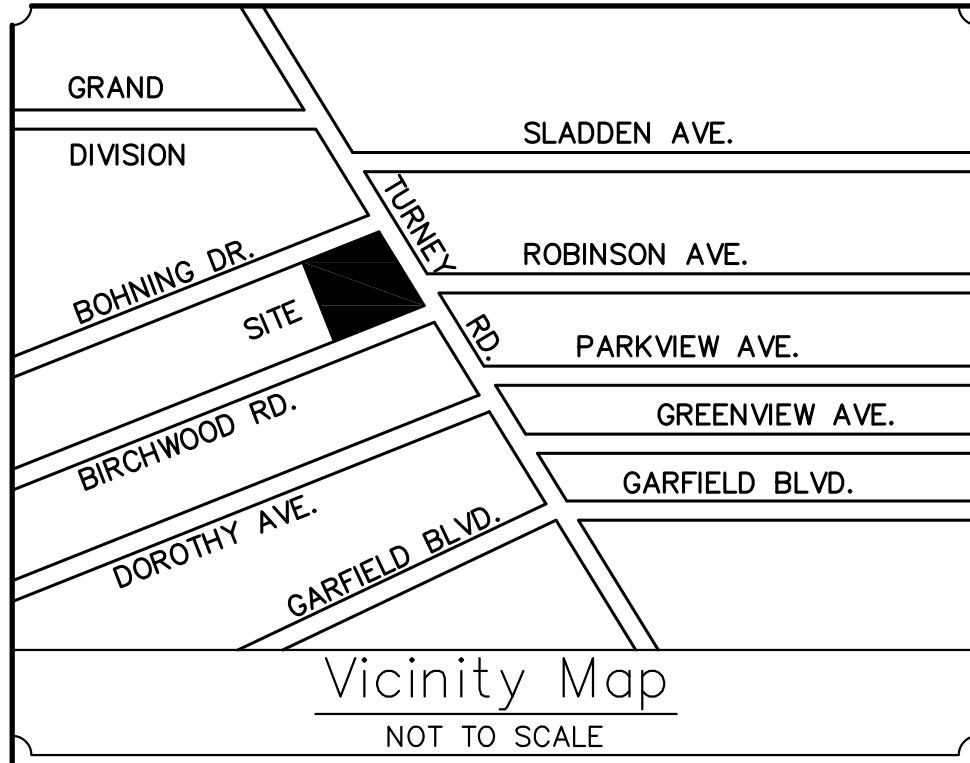 GRAND
DIVISION
SLADDEN AVE.
TURNEY
RD.
BOHNING DR.
ROBINSON AVE.
SITE
PARKVIEW AVE.
BIRCHWOOD RD.
GREENVIEW AVE.
DOROTHY AVE.
GARFIELD BLVD.
GARFIELD BLVD.
Vicinity Map
NOT TO SCALE